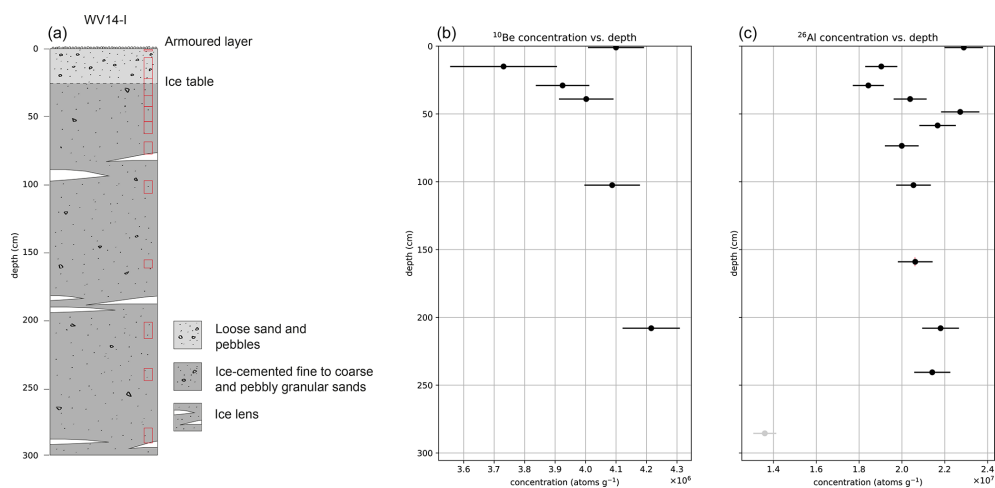 WV14-I
(a)
Armoured layer
Ice table
0
50
100
150
200
250
300
depth (cm)
Loose sand and
pebbles
Ice-cemented fine to coarse
and pebbly granular sands
Ice lens
(b)
¹⁰Be concentration vs. depth
0
50
100
150
200
250
300
depth (cm)
3.6 3.7 3.8 3.9 4.0 4.1 4.2 4.3
concentration (atoms g⁻¹) ×10⁶
(c)
²⁶Al concentration vs. depth
0
50
100
150
200
250
300
depth (cm)
1.4 1.6 1.8 2.0 2.2 2.4
concentration (atoms g⁻¹) ×10⁷